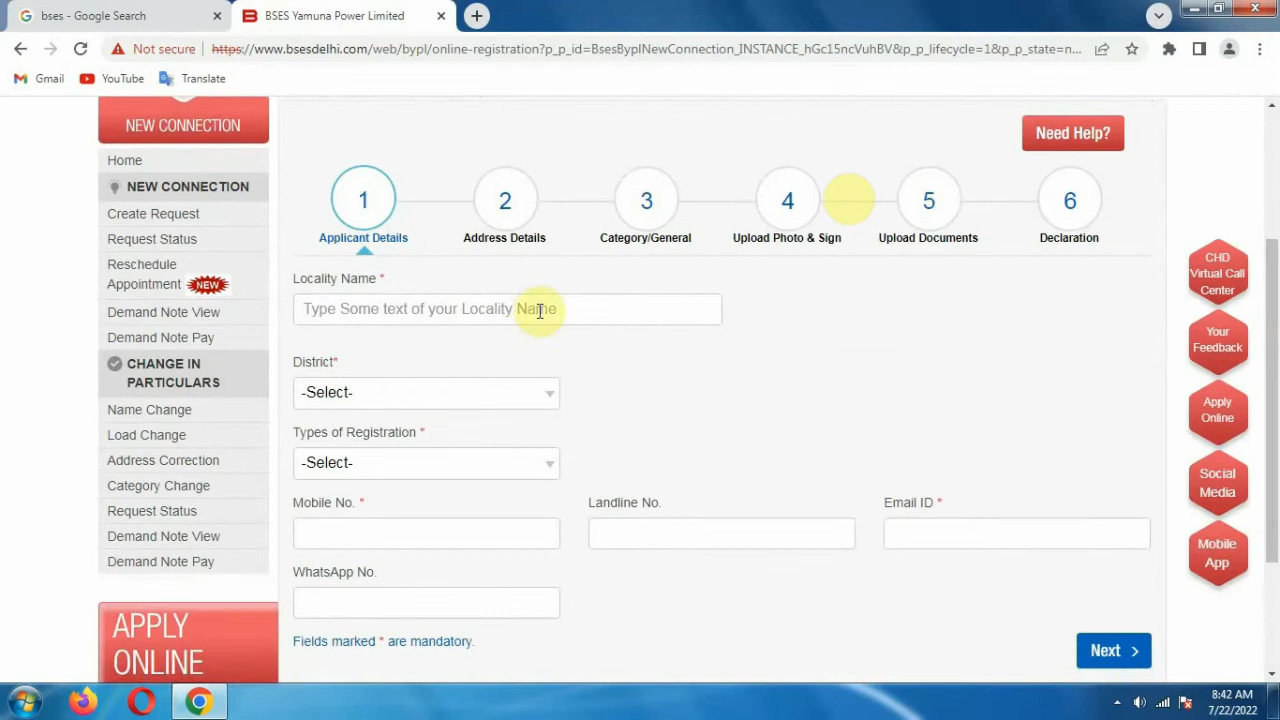 bses - Google Search
BSES Yamuna Power Limited
Not secure
https://www.bsesdelhi.com/web/bypl/online-registration?p_p_id=BsesBypINewConnection_INSTANCE_hGc15ncVuhBV&p_p_lifecycle=1&p_p_state=n...
Gmail
YouTube
Translate
NEW CONNECTION
Home
NEW CONNECTION
Create Request
Request Status
Reschedule
Appointment NEW
Demand Note View
Demand Note Pay
CHANGE IN
PARTICULARS
Name Change
Load Change
Address Correction
Category Change
Request Status
Demand Note View
Demand Note Pay
APPLY
ONLINE
Need Help?
1
2
3
4
5
6
Applicant Details
Address Details
Category/General
Upload Photo & Sign
Upload Documents
Declaration
Locality Name *
Type Some text of your Locality Name
District*
-Select-
Types of Registration *
-Select-
Mobile No. *
Landline No.
Email ID *
WhatsApp No.
Fields marked * are mandatory.
Next >
CHD
Virtual Call
Center
Your
Feedback
Apply
Online
Social
Media
Mobile
App
8:42 AM
7/22/2022